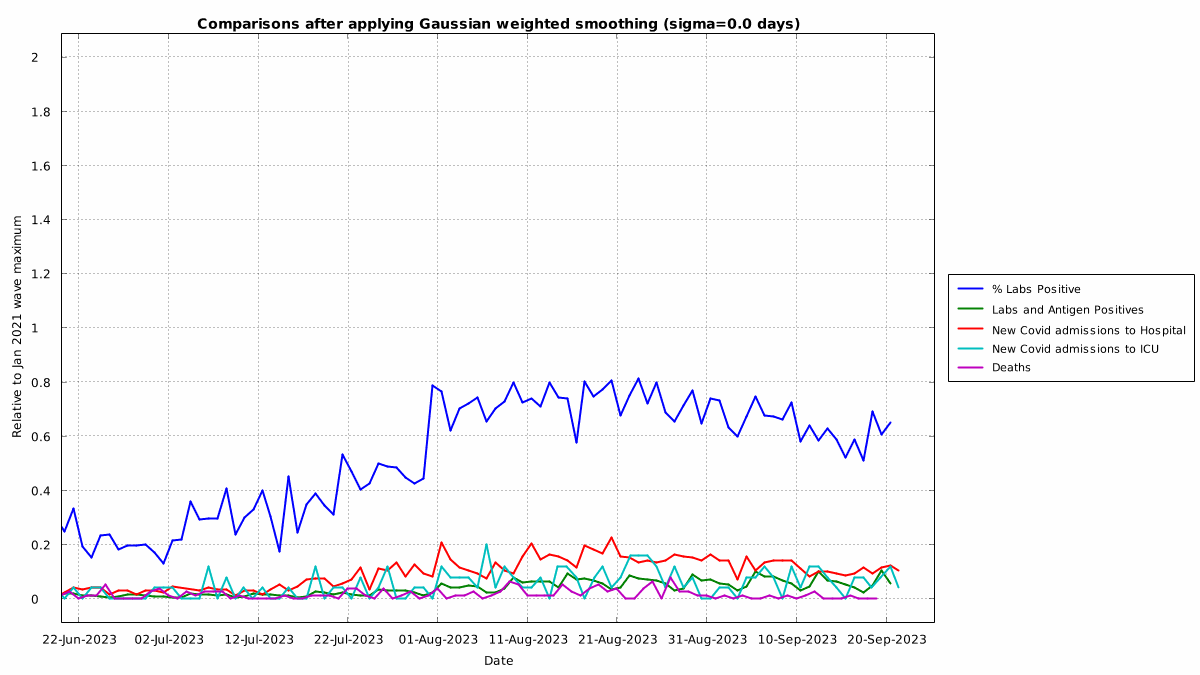 Comparisons after applying Gaussian weighted smoothing (sigma=0.0 days)
2
1.8
1.6
1.4
1.2
1
0.8
0.6
0.4
0.2
0
Relative to Jan 2021 wave maximum
22-Jun-2023 02-Jul-2023 12-Jul-2023 22-Jul-2023 01-Aug-2023 11-Aug-2023 21-Aug-2023 31-Aug-2023 10-Sep-2023 20-Sep-2023
Date
% Labs Positive
Labs and Antigen Positives
New Covid admissions to Hospital
New Covid admissions to ICU
Deaths